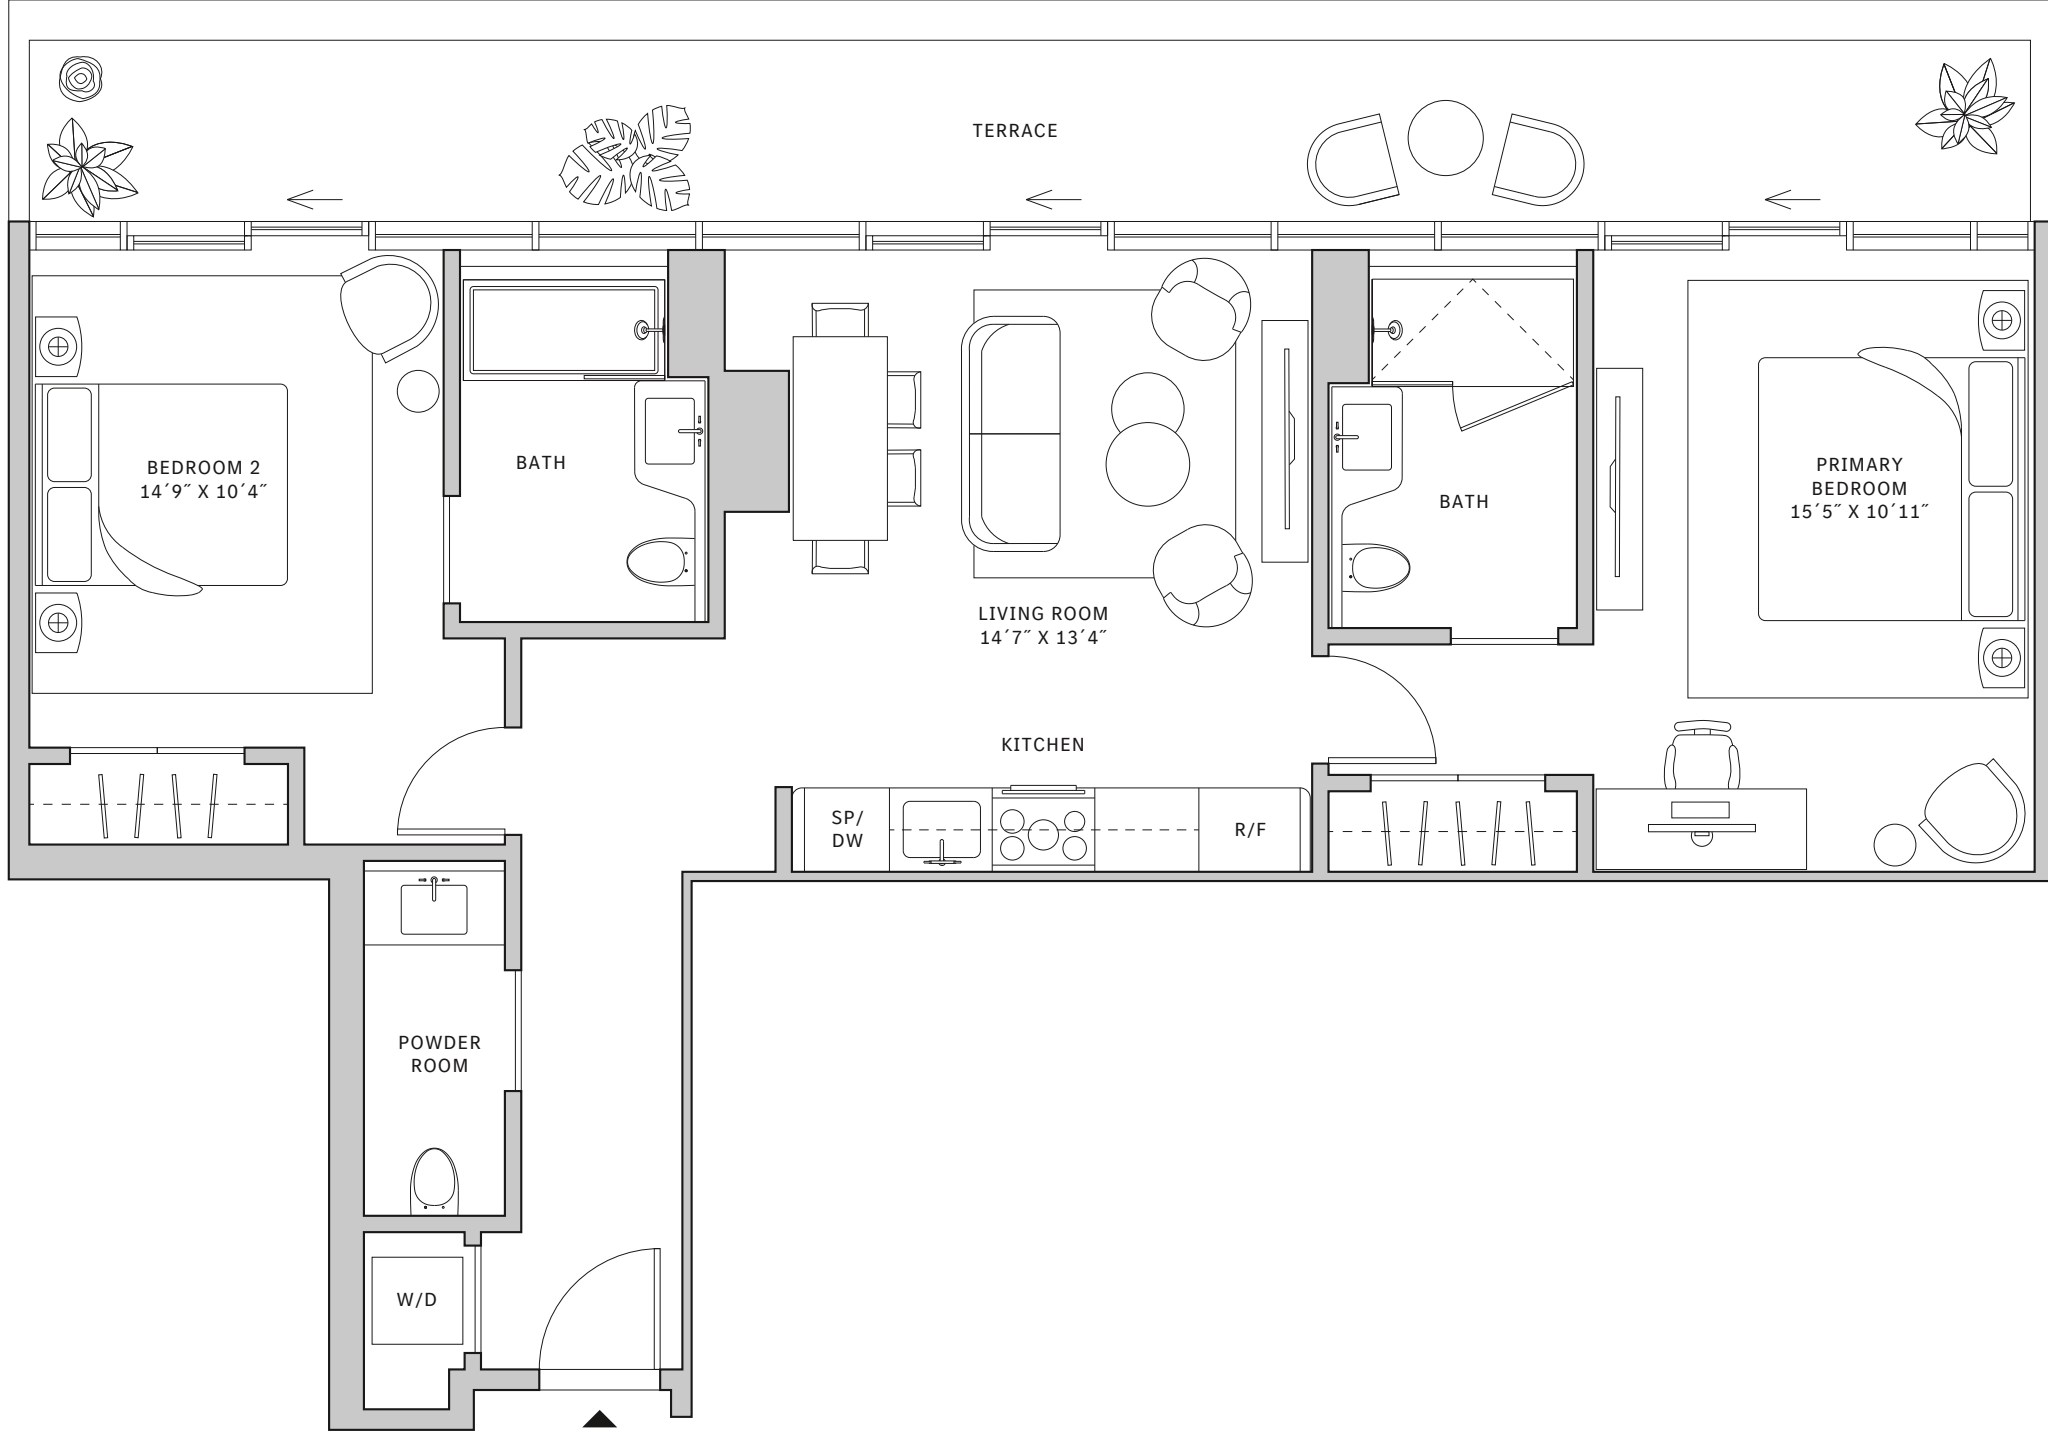 TERRACE
BEDROOM 2
14´9˝ X 10´4˝
BATH
LIVING ROOM
14´7˝ X 13´4˝
BATH
PRIMARY
BEDROOM
15´5˝ X 10´11˝
KITCHEN
SP/
DW
R/F
POWDER
ROOM
W/D